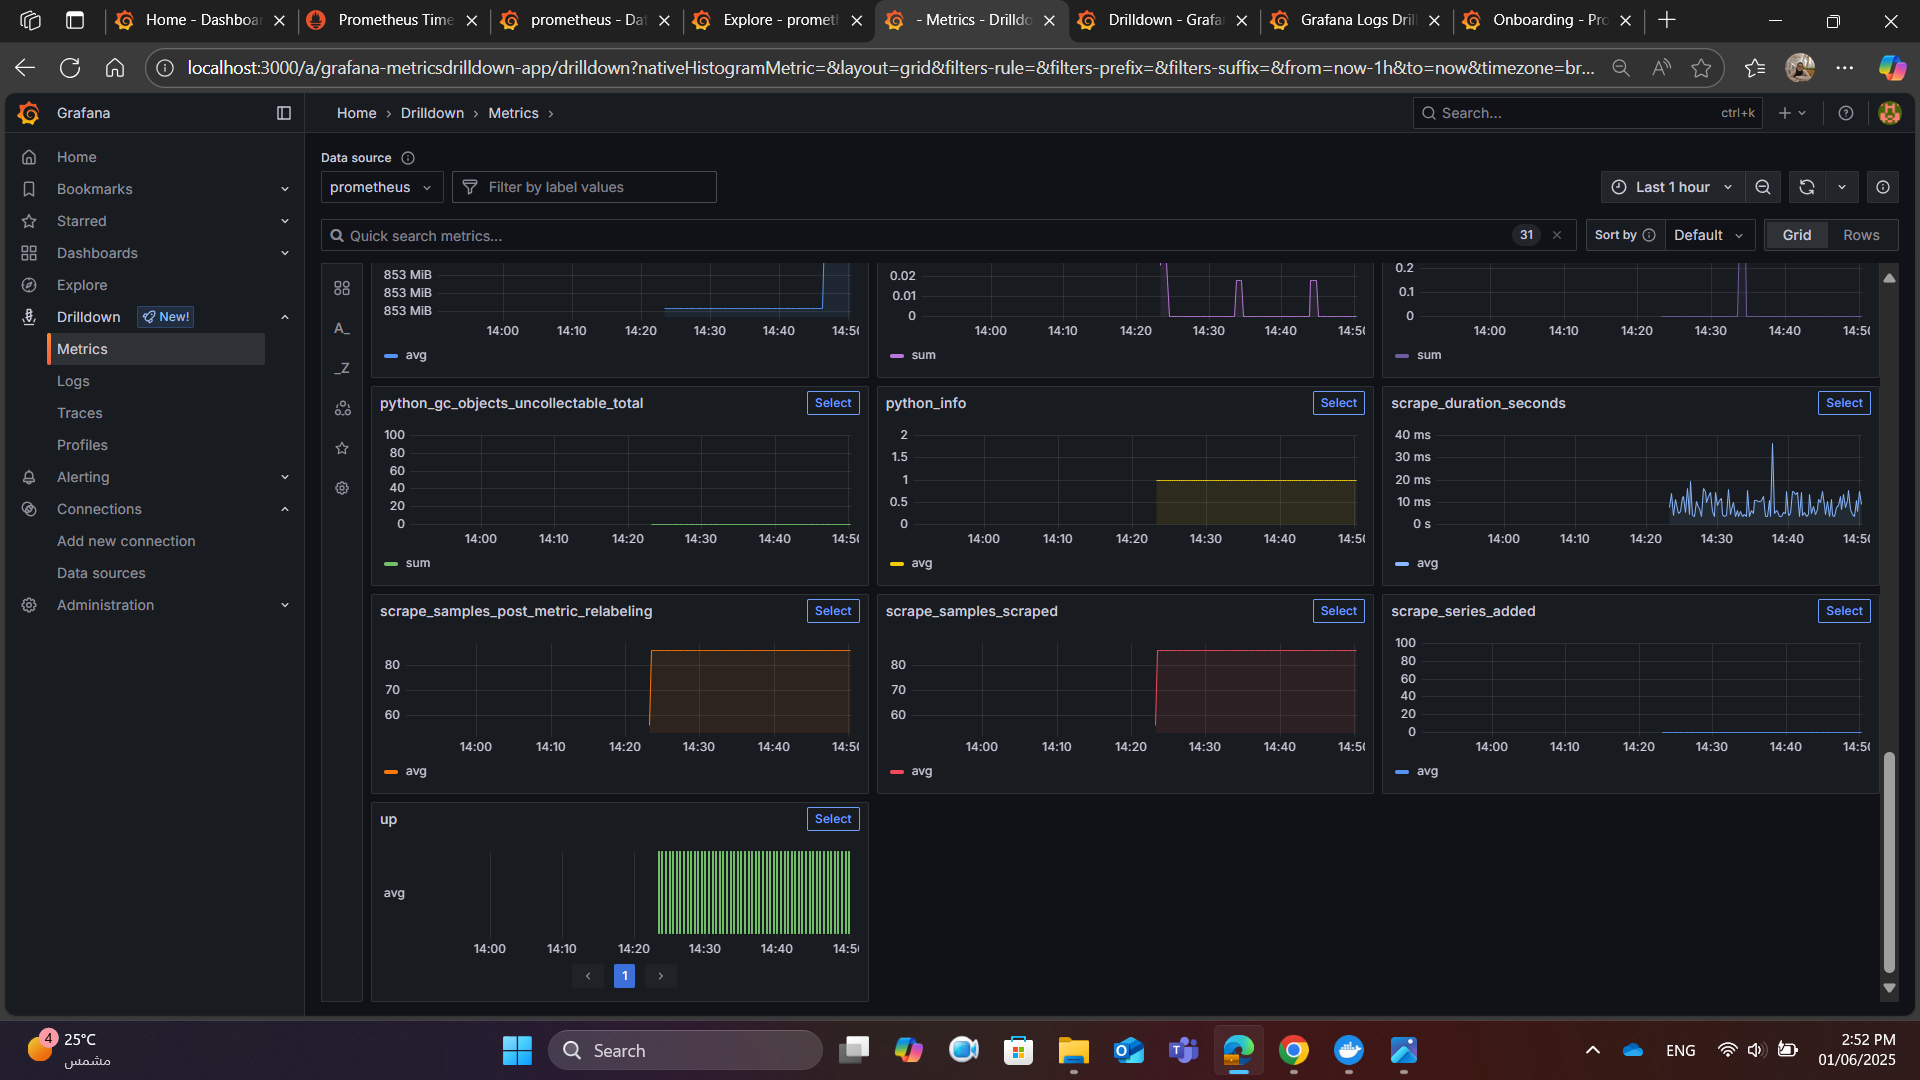 Home - Dashboar
Prometheus Time
prometheus - Dat
Explore - prometh
- Metrics - Drilldo
Drilldown - Grafan
Grafana Logs Drill
Onboarding - Pro
localhost:3000/a/grafana-metricsdrilldown-app/drilldown?nativeHistogramMetric=&layout=grid&filters-rule=&filters-prefix=&filters-suffix=&from=now-1h&to=now&timezone=br...
Grafana
Home › Drilldown › Metrics ›
Search... ctrl+k
Home
Bookmarks
Starred
Dashboards
Explore
Drilldown New!
Metrics
Logs
Traces
Profiles
Alerting
Connections
Add new connection
Data sources
Administration
Data source
prometheus
Filter by label values
Last 1 hour
Quick search metrics...
31
Sort by Default
Grid Rows
A_
_Z
853 MiB
853 MiB
853 MiB
14:00 14:10 14:20 14:30 14:40 14:50
avg
0.02
0.01
0
14:00 14:10 14:20 14:30 14:40 14:50
sum
0.2
0.1
0
14:00 14:10 14:20 14:30 14:40 14:50
sum
python_gc_objects_uncollectable_total Select
100
80
60
40
20
0
14:00 14:10 14:20 14:30 14:40 14:50
sum
python_info Select
2
1.5
1
0.5
0
14:00 14:10 14:20 14:30 14:40 14:50
avg
scrape_duration_seconds Select
40 ms
30 ms
20 ms
10 ms
0 s
14:00 14:10 14:20 14:30 14:40 14:50
avg
scrape_samples_post_metric_relabeling Select
80
70
60
14:00 14:10 14:20 14:30 14:40 14:50
avg
scrape_samples_scraped Select
80
70
60
14:00 14:10 14:20 14:30 14:40 14:50
avg
scrape_series_added Select
100
80
60
40
20
0
14:00 14:10 14:20 14:30 14:40 14:50
avg
up Select
avg
14:00 14:10 14:20 14:30 14:40 14:50
1
4
25°C
مشمس
Search
ENG
2:52 PM
01/06/2025